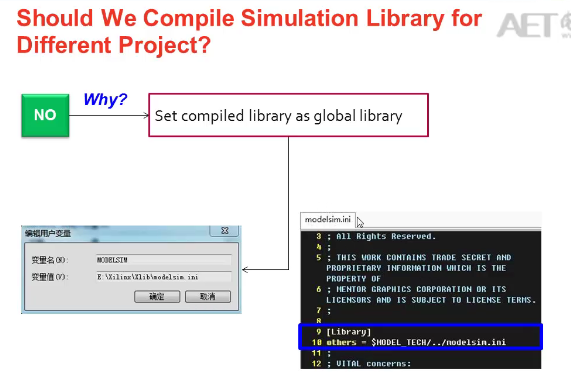 Should We Compile Simulation Library for
Different Project?
AET
NO
Why?
Set compiled library as global library
编辑用户变量
变量名(N):
MODELSIM
变量值(V):
E:\Xilinx\Xlib\modelsim.ini
确定
取消
modelsim.ini
3 ; All Rights Reserved.
4 ;
5 ; THIS WORK CONTAINS TRADE SECRET AND
PROPRIETARY INFORMATION WHICH IS THE
PROPERTY OF
6 ; MENTOR GRAPHICS CORPORATION OR ITS
LICENSORS AND IS SUBJECT TO LICENSE TERMS.
7 ;
8
9 [Library]
10 others = $MODEL_TECH/../modelsim.ini
11 ;
12 ; VITAL concerns: